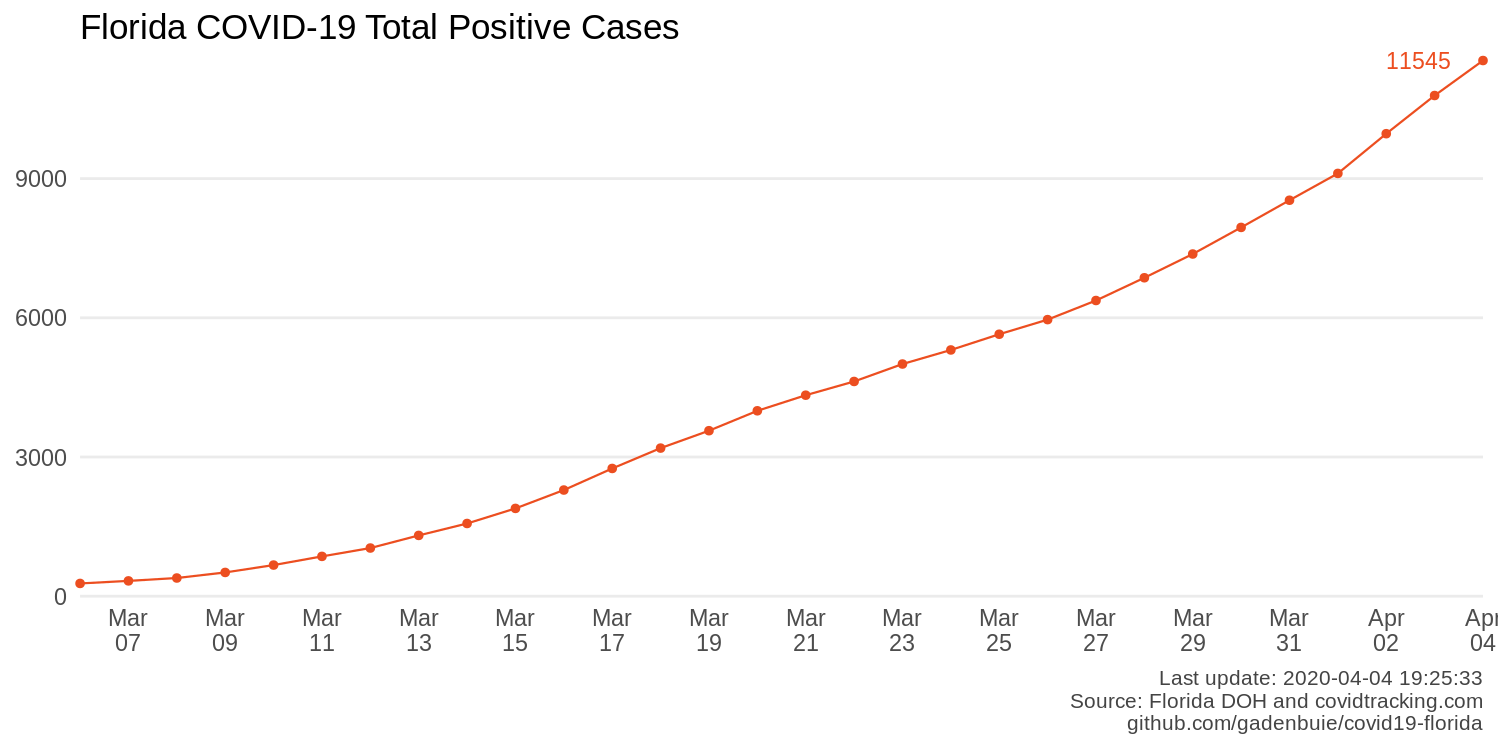 Florida COVID-19 Total Positive Cases
11545
9000
6000
3000
0
Mar Mar Mar Mar Mar Mar Mar Mar Mar Mar Mar Mar Mar Apr Apr
07 09 11 13 15 17 19 21 23 25 27 29 31 02 04
Last update: 2020-04-04 19:25:33
Source: Florida DOH and covidtracking.com
github.com/gadenbuie/covid19-florida